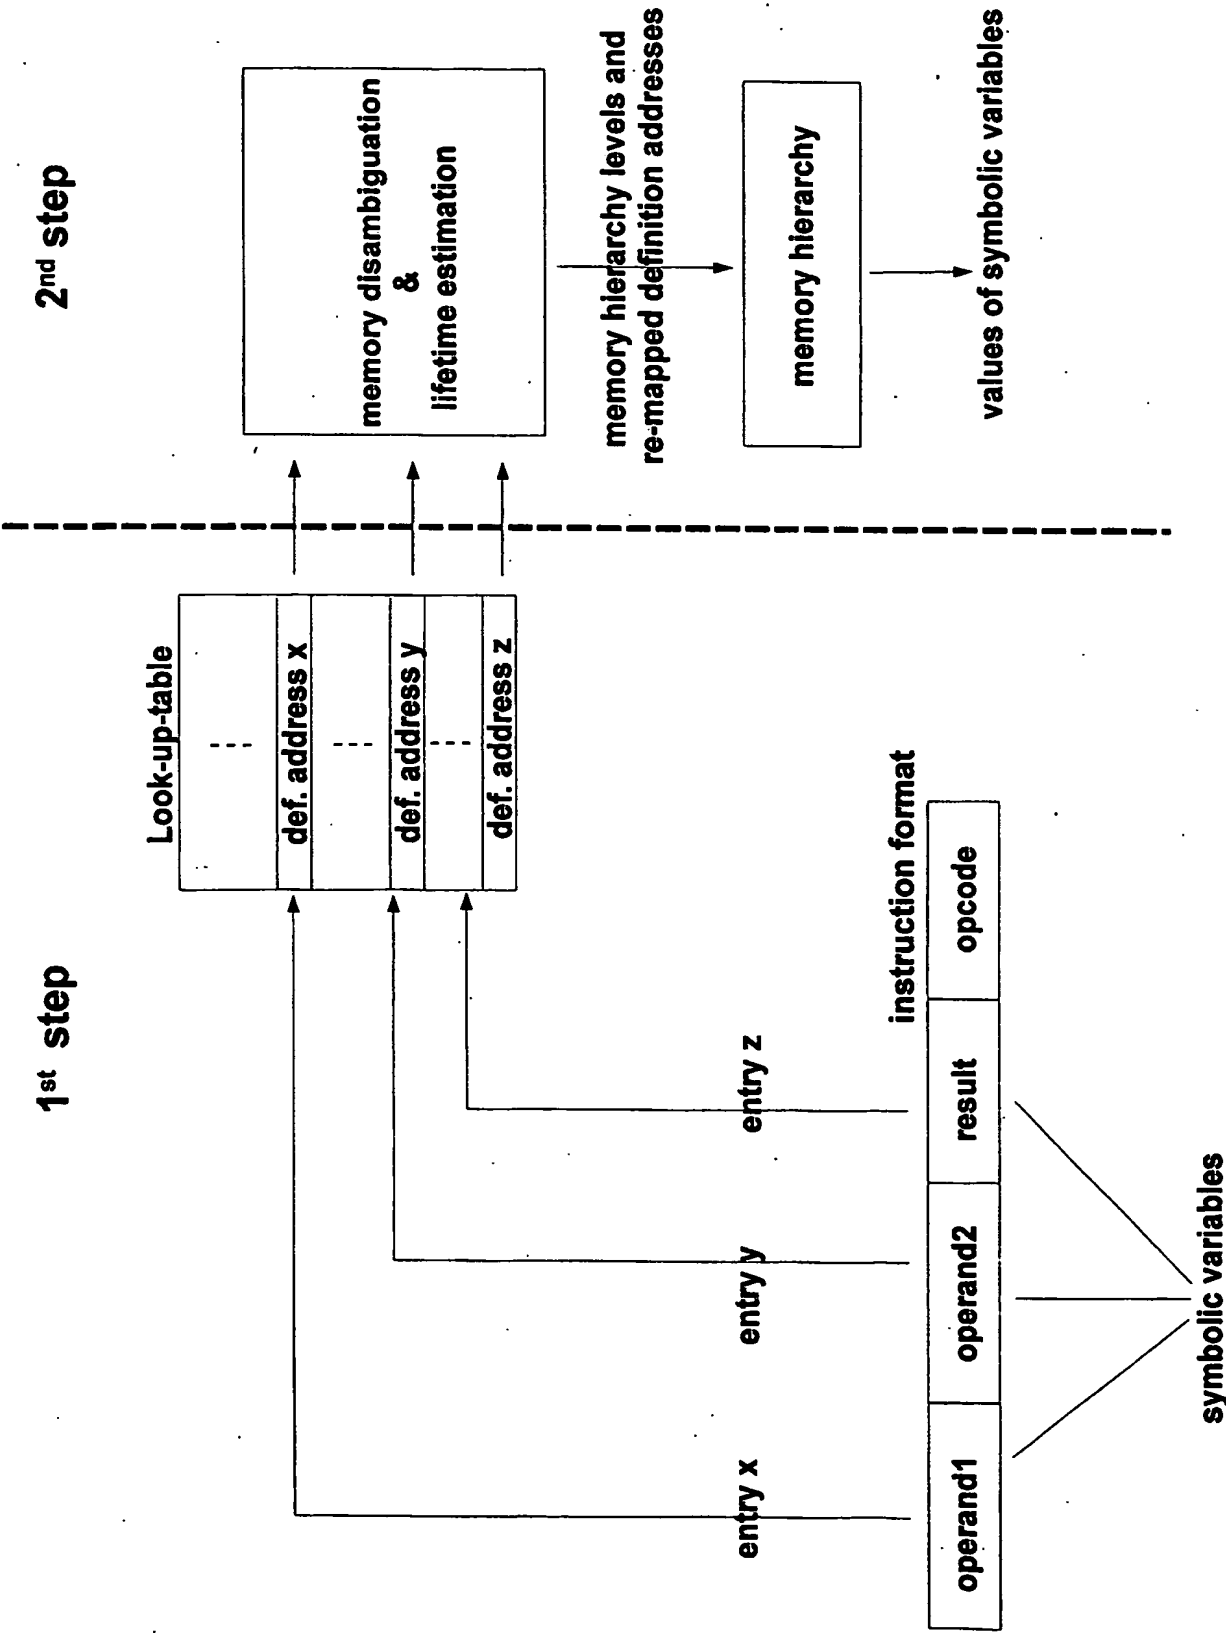 1st step
2nd step
Look-up-table
def. address x
def. address y
def. address z
memory disambiguation
&
lifetime estimation
memory hierarchy levels and
re-mapped definition addresses
memory hierarchy
values of symbolic variables
entry x
entry y
entry z
instruction format
operand1
operand2
result
opcode
symbolic variables